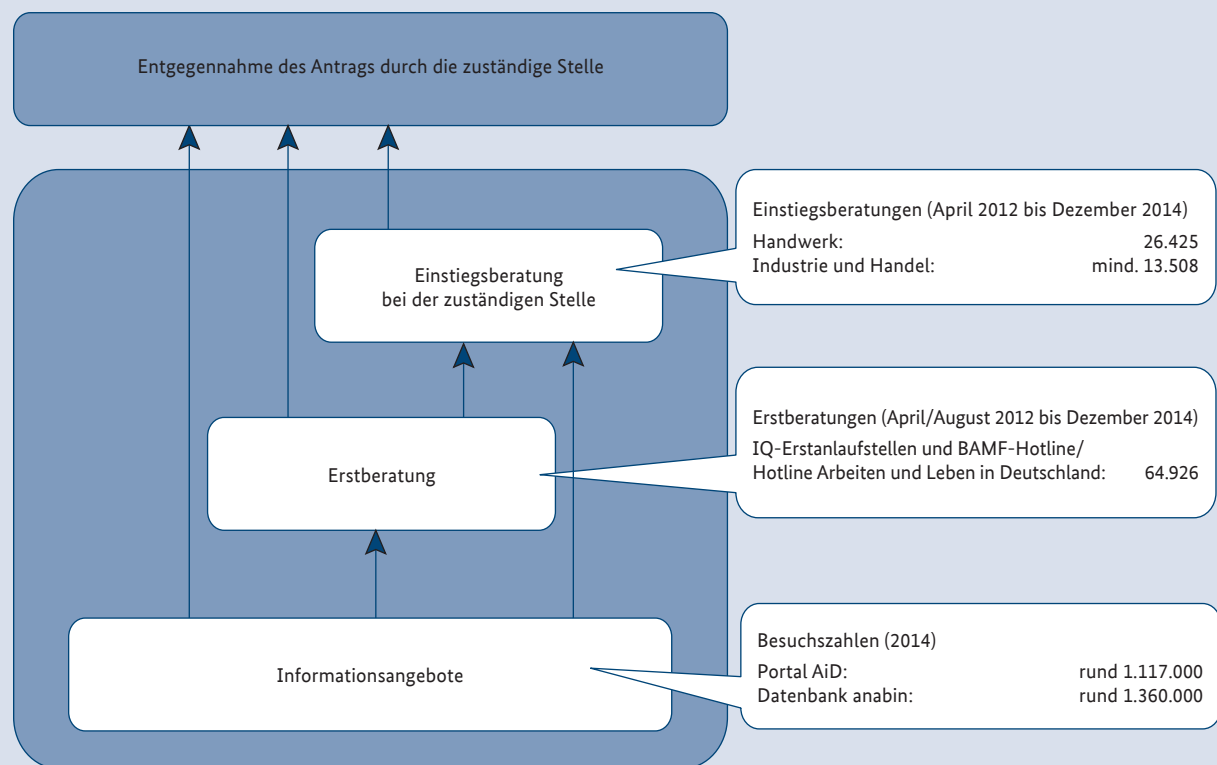 Entgegennahme des Antrags durch die zuständige Stelle
Einstiegsberatung
bei der zuständigen Stelle
Einstiegsberatungen (April 2012 bis Dezember 2014)
Handwerk: 26.425
Industrie und Handel: mind. 13.508
Erstberatung
Erstberatungen (April/August 2012 bis Dezember 2014)
IQ-Erstanlaufstellen und BAMF-Hotline/
Hotline Arbeiten und Leben in Deutschland: 64.926
Informationsangebote
Besuchszahlen (2014)
Portal AiD: rund 1.117.000
Datenbank anabin: rund 1.360.000